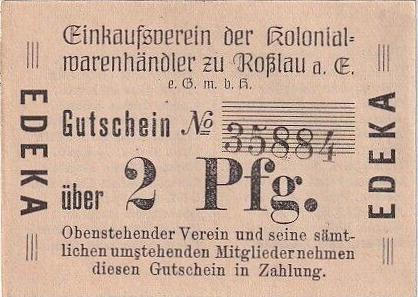 Einkaufsverein der Kolonial=
warenhändler zu Roßlau a. E.
e. G. m. b. H.
EDEKA
Gutschein No 35884
über 2 Pfg.
EDEKA
Obenstehender Verein und seine sämt-
lichen umstehenden Mitglieder nehmen
diesen Gutschein in Zahlung.